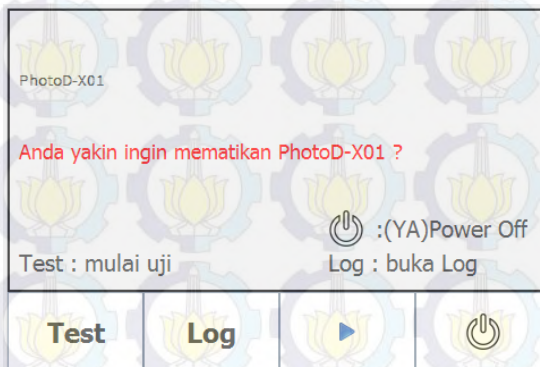 PhotoD-X01
Anda yakin ingin mematikan PhotoD-X01 ?
:(YA)Power Off
Test : mulai uji Log : buka Log
Test Log